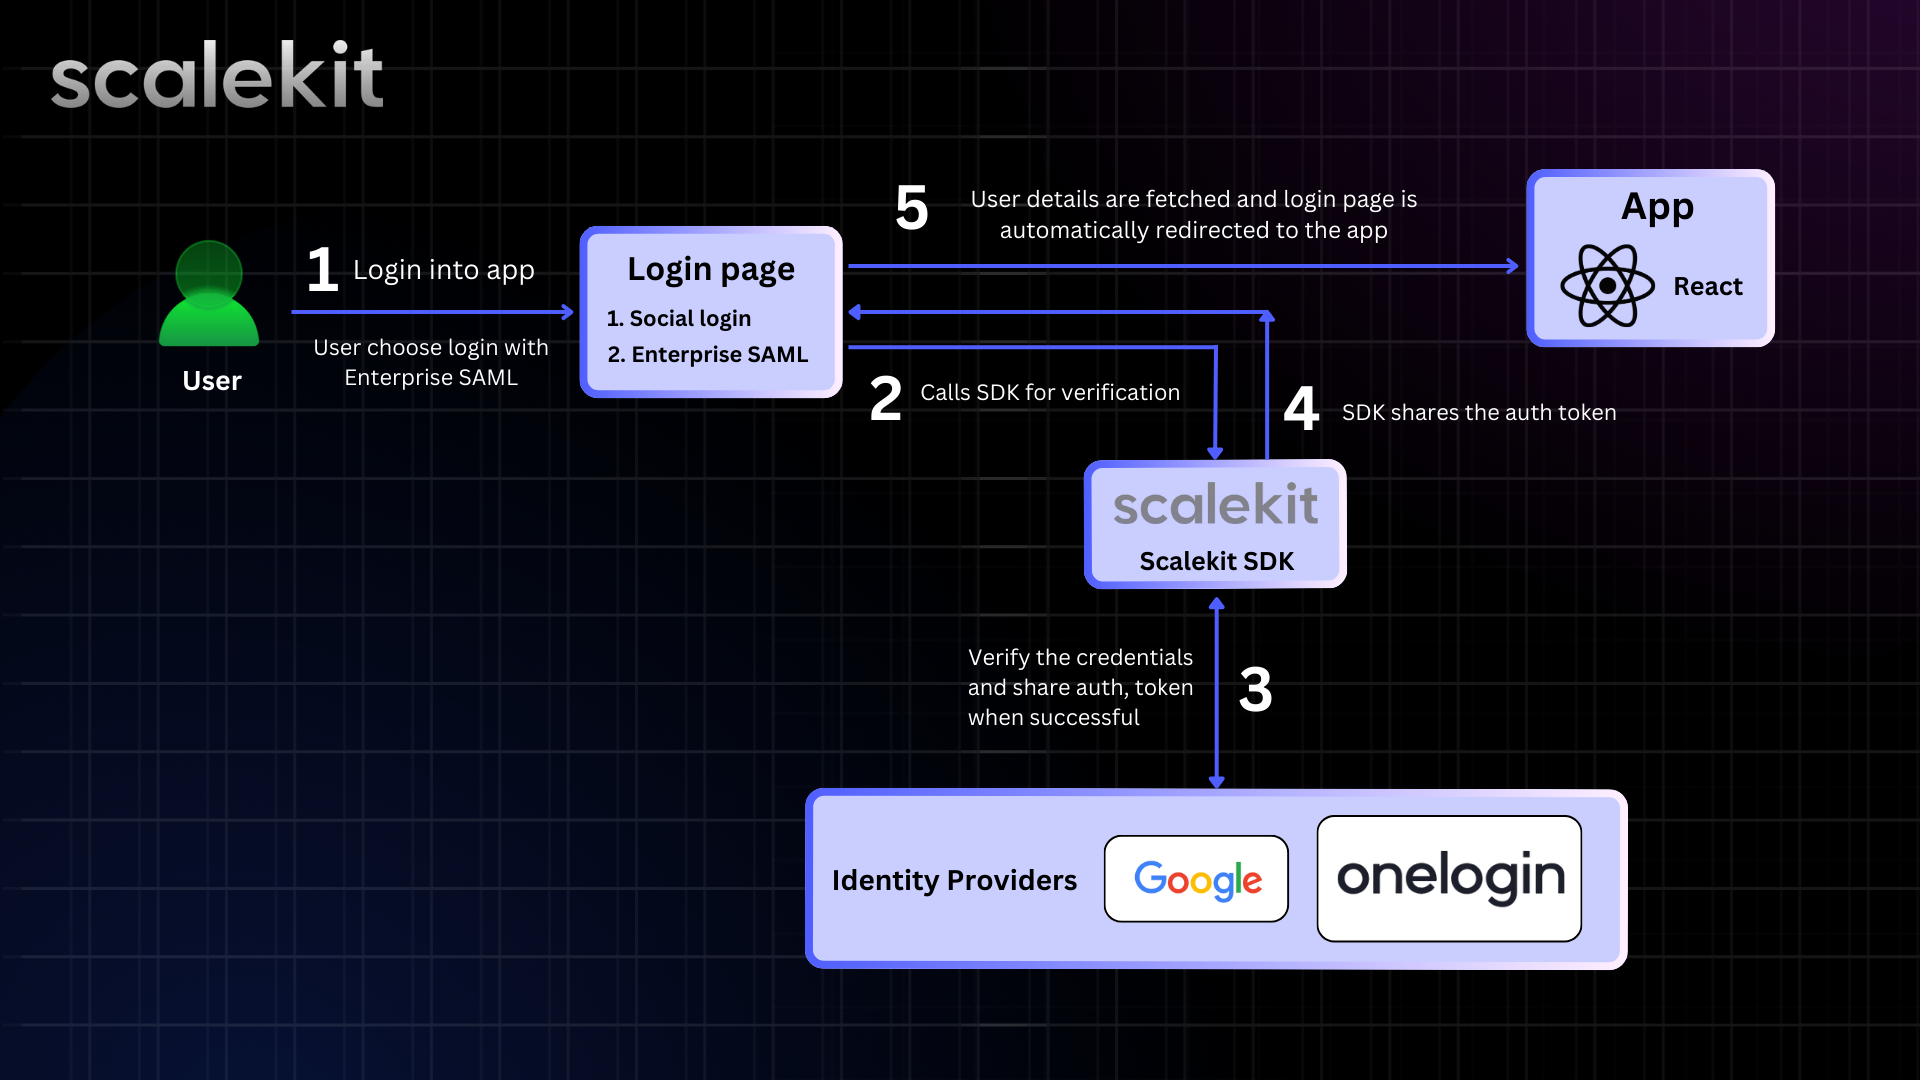 scalekit
1 Login into app
User choose login with
Enterprise SAML
User
Login page
1. Social login
2. Enterprise SAML
5 User details are fetched and login page is
automatically redirected to the app
App
React
2 Calls SDK for verification
4 SDK shares the auth token
scalekit
Scalekit SDK
Verify the credentials
and share auth, token
when successful
3
Identity Providers
Google
onelogin